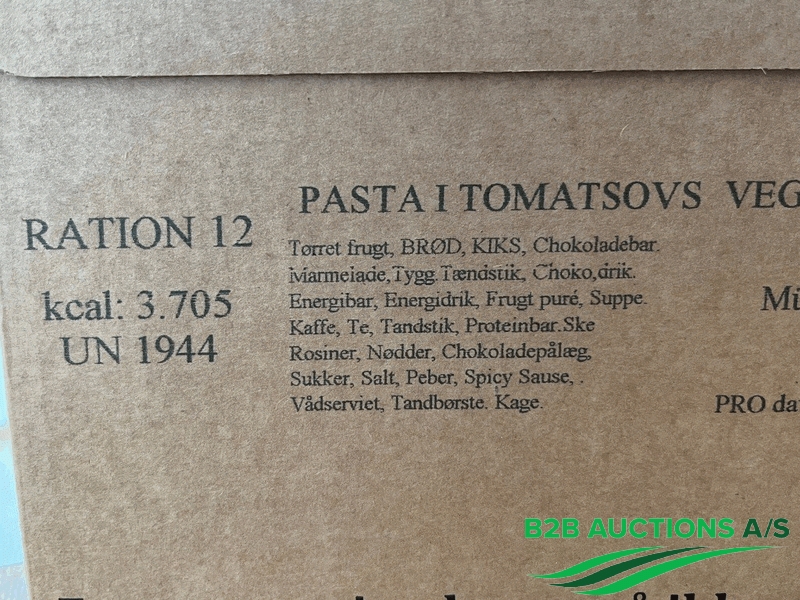 PASTA I TOMATSOVS VEG
RATION 12
kcal: 3.705
UN 1944
Tørret frugt, BRØD, KIKS, Chokoladebar.
Marmelade,Tygg.Tændstik, Choko,drik.
Energibar, Energidrik, Frugt puré, Suppe.
Kaffe, Te, Tandstik, Proteinbar.Ske
Rosiner, Nødder, Chokoladepålæg,
Sukker, Salt, Peber, Spicy Sause, .
Vådserviet, Tandbørste. Kage.
PRO
B2B AUCTIONS A/S